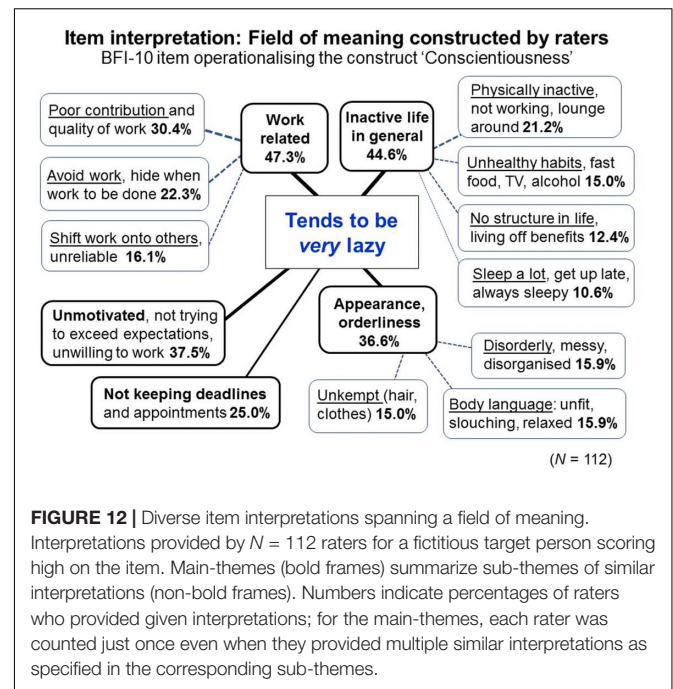 Item interpretation: Field of meaning constructed by raters
BFI-10 item operationalising the construct ‘Conscientiousness’
Poor contribution and
quality of work 30.4%
Avoid work, hide when
work to be done 22.3%
Shift work onto others,
unreliable 16.1%
Work
related
47.3%
Inactive life
in general
44.6%
Physically inactive,
not working, lounge
around 21.2%
Unhealthy habits, fast
food, TV, alcohol 15.0%
No structure in life,
living off benefits 12.4%
Sleep a lot, get up late,
always sleepy 10.6%
Tends to be
very lazy
Unmotivated, not trying
to exceed expectations,
unwilling to work 37.5%
Not keeping deadlines
and appointments 25.0%
Appearance,
orderliness
36.6%
Unkempt (hair,
clothes) 15.0%
Disorderly, messy,
disorganised 15.9%
Body language: unfit,
slouching, relaxed 15.9%
(N = 112)
FIGURE 12 | Diverse item interpretations spanning a field of meaning.
Interpretations provided by N = 112 raters for a fictitious target person scoring
high on the item. Main-themes (bold frames) summarize sub-themes of similar
interpretations (non-bold frames). Numbers indicate percentages of raters
who provided given interpretations; for the main-themes, each rater was
counted just once even when they provided multiple similar interpretations as
specified in the corresponding sub-themes.